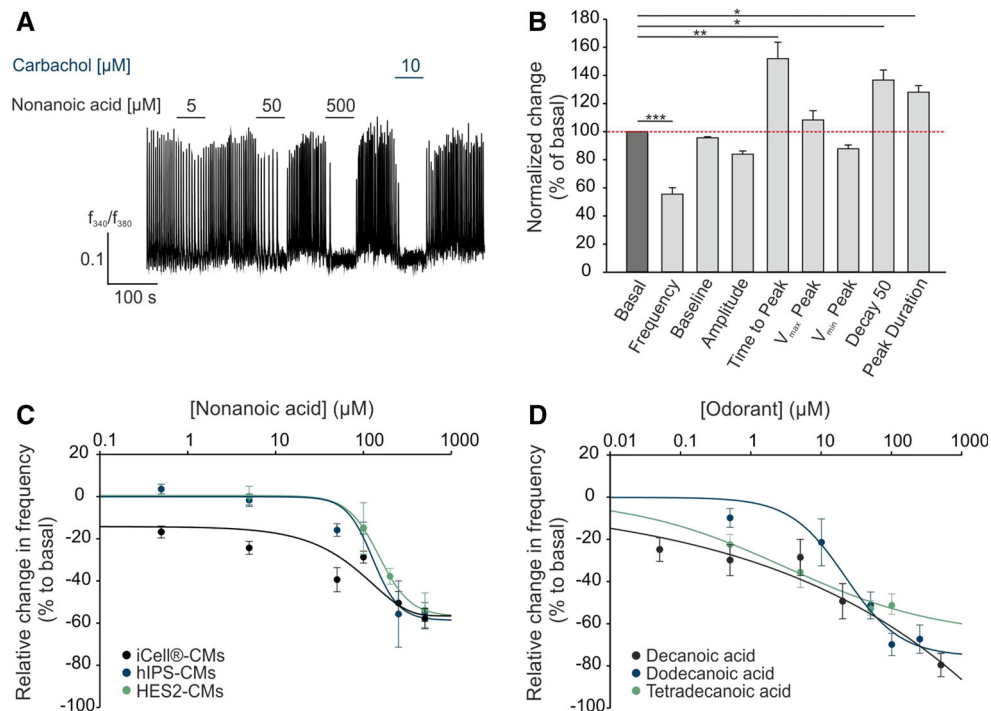 A
Carbachol [µM]
10
Nonanoic acid [µM]
5
50
500
f340/f380
0.1
100 s
B
*
*
**
***
Normalized change
(% of basal)
180
160
140
120
100
80
60
40
20
0
Basal
Frequency
Baseline
Amplitude
Time to Peak
Vmax Peak
Vmin Peak
Decay 50
Peak Duration
C
[Nonanoic acid] (µM)
0.1 1 10 100 1000
Relative change in frequency
(% to basal)
20
0
-20
-40
-60
-80
-100
iCell®-CMs
hIPS-CMs
HES2-CMs
D
[Odorant] (µM)
0.01 0.1 1 10 100 1000
Relative change in frequency
(% to basal)
20
0
-20
-40
-60
-80
-100
Decanoic acid
Dodecanoic acid
Tetradecanoic acid